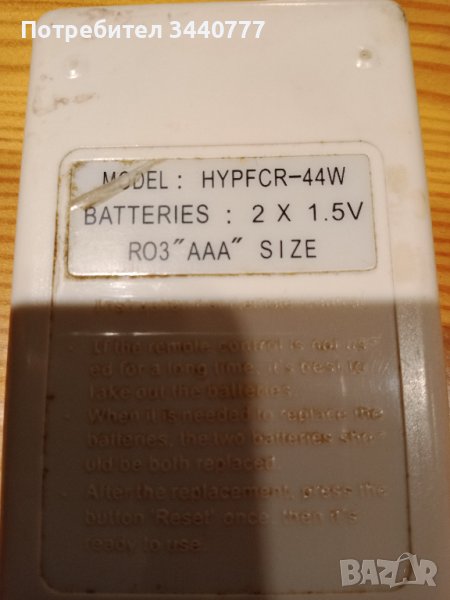 Потребител 3440777
MODEL: HYPFCR-44W
BATTERIES : 2 X 1.5V
RO3"AAA" SIZE
- If the remote control is not us-
ed for a long time, it's best to
take out the batteries.
- When it is needed to replace the
batteries, the two batteries sho-
uld be both replaced.
- After the replacement, press the
button 'Reset' once, then it's
ready to use.
BAZAR